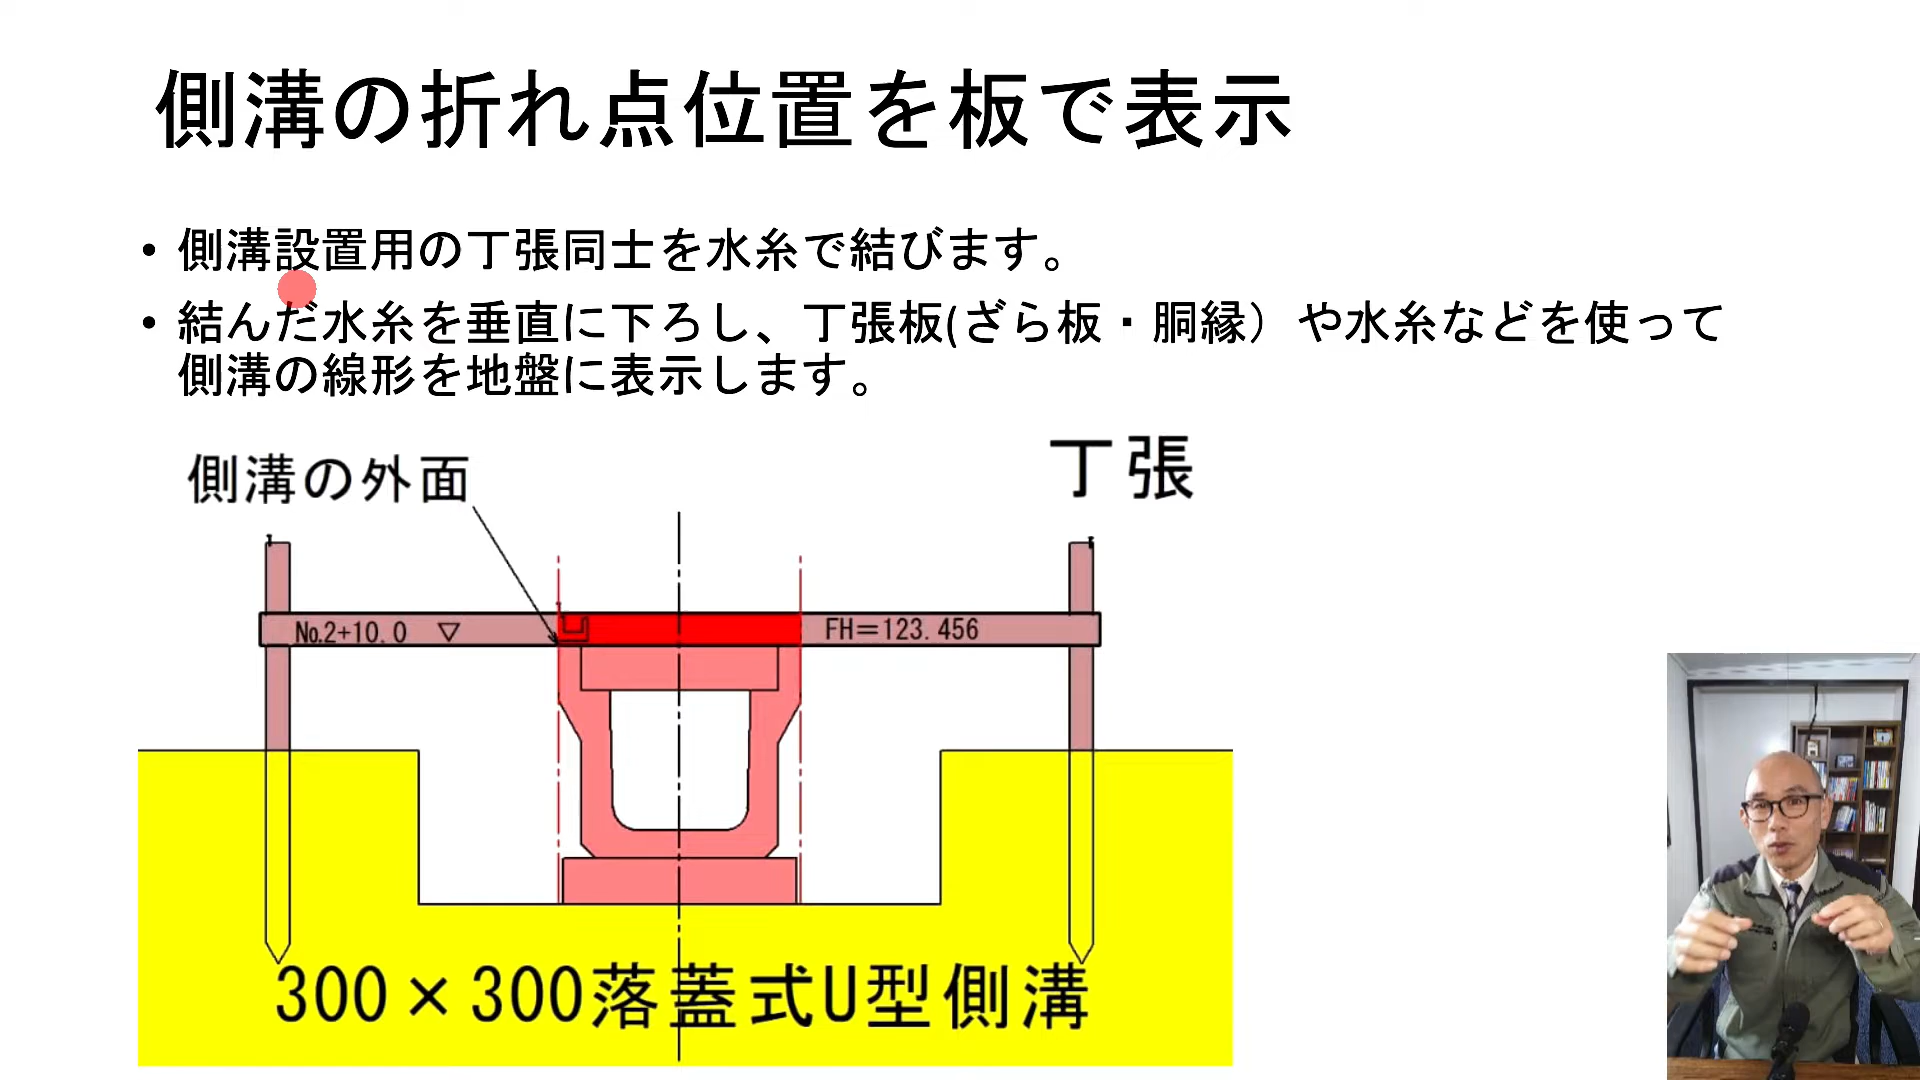 側溝の折れ点位置を板で表示
• 側溝設置用の丁張同士を水糸で結びます。
• 結んだ水糸を垂直に下ろし、丁張板(ざら板・胴縁）や水糸などを使って
側溝の線形を地盤に表示します。
丁張
側溝の外面
№2+10.0 ▽
FH＝123.456
300×300落蓋式U型側溝